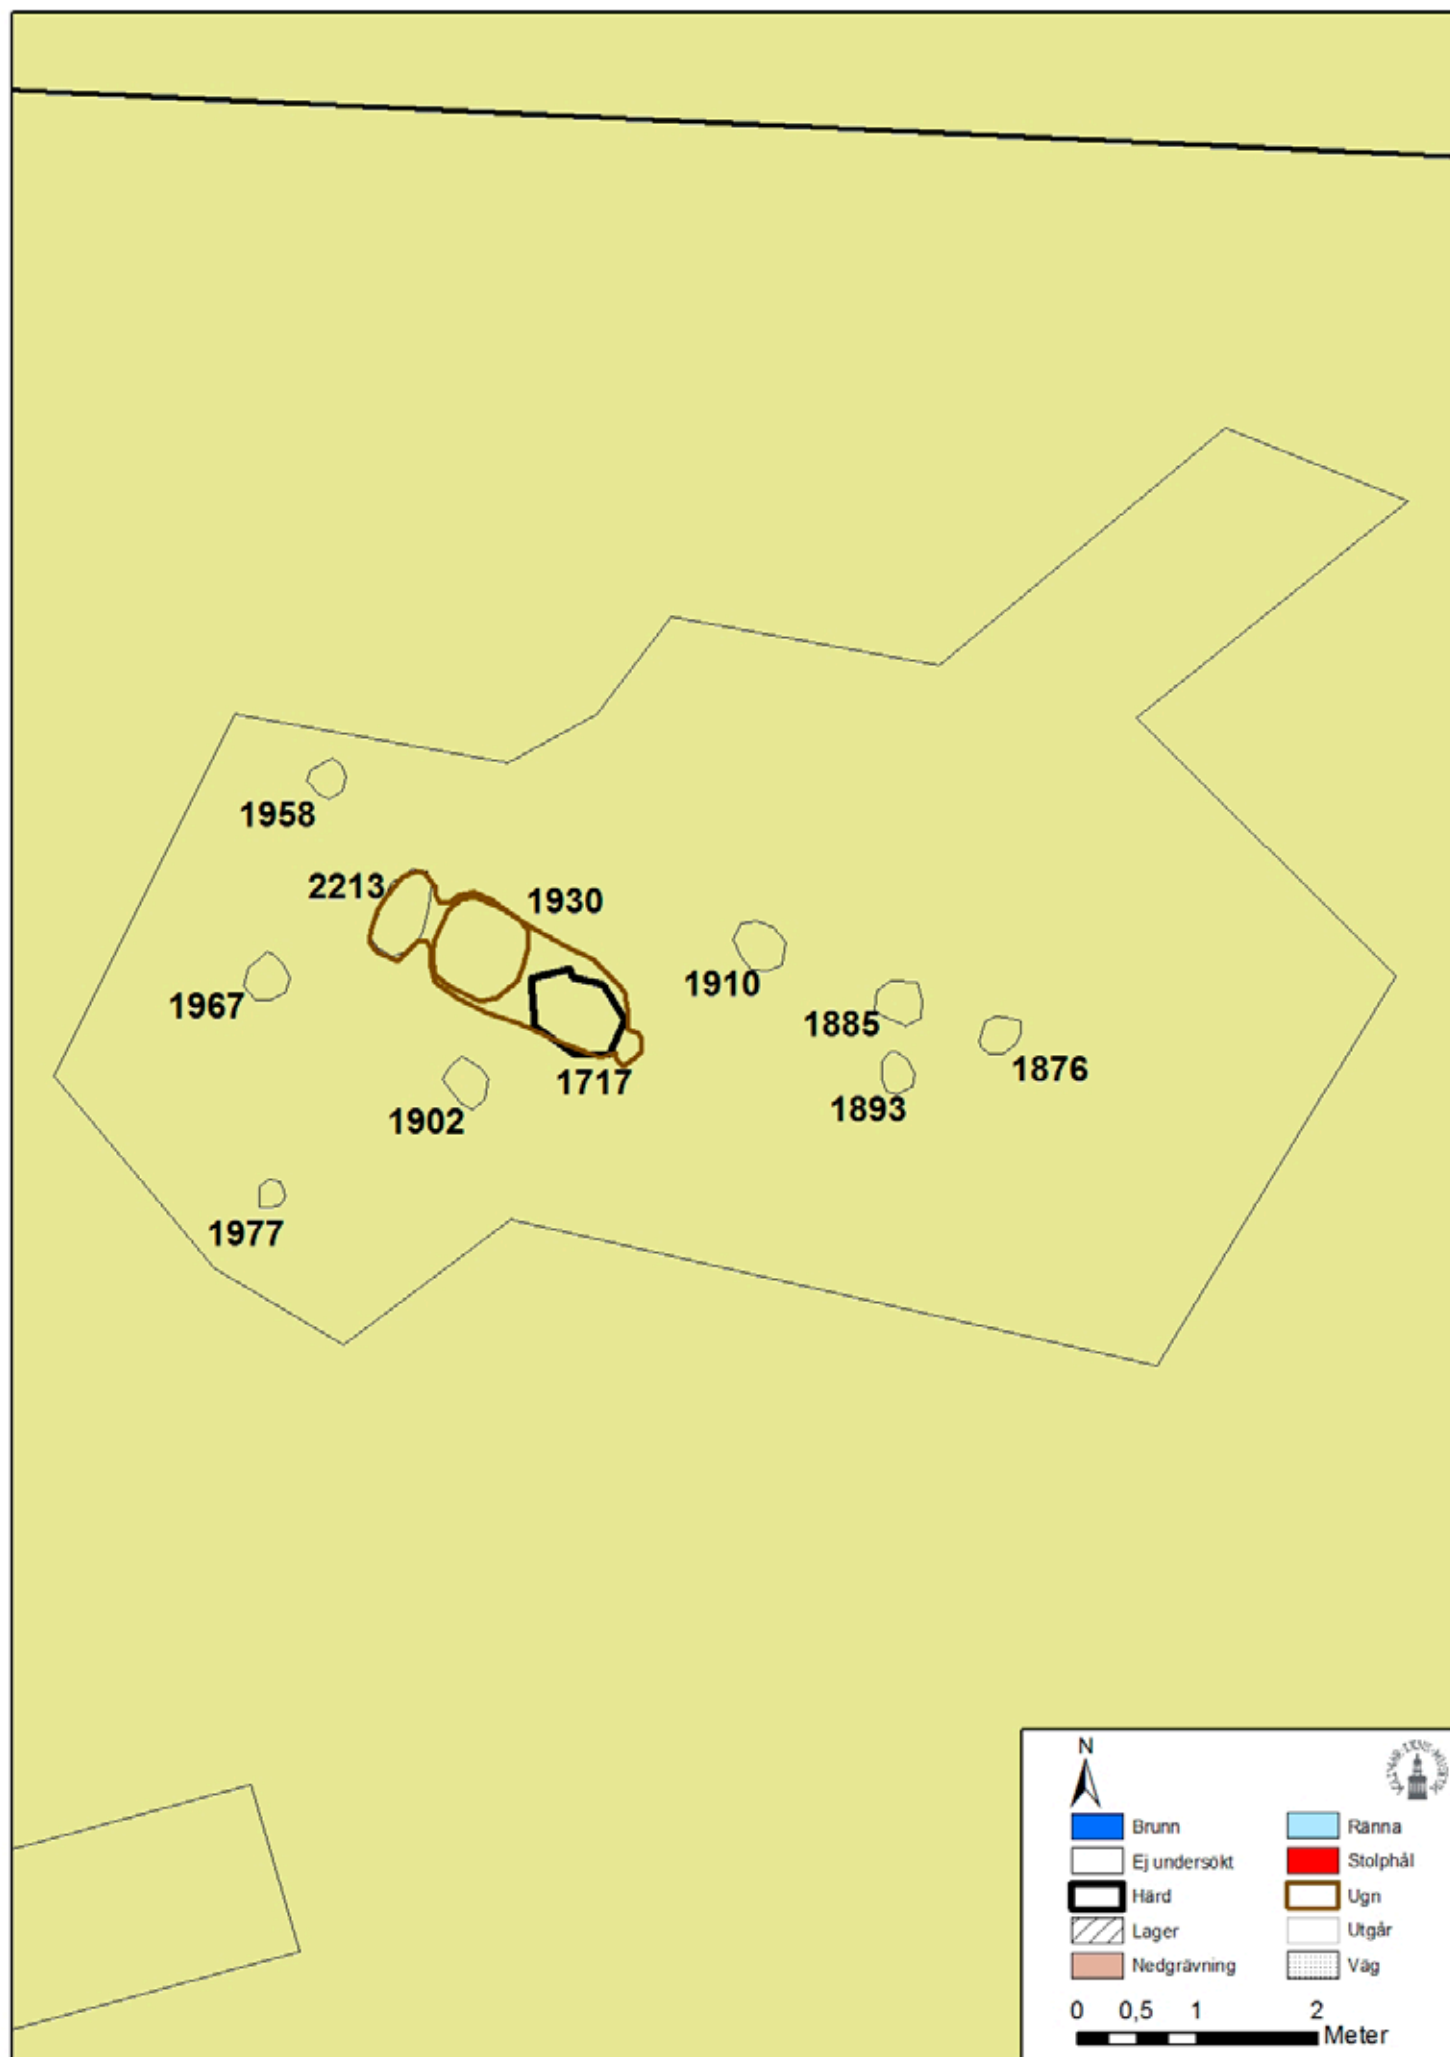 1958
2213
1930
1967
1910
1885
1876
1717
1893
1902
1977
N
Brunn
Ränna
Ej undersökt
Stolphål
Härd
Ugn
Lager
Utgår
Nedgrävning
Väg
0 0,5 1 2
Meter